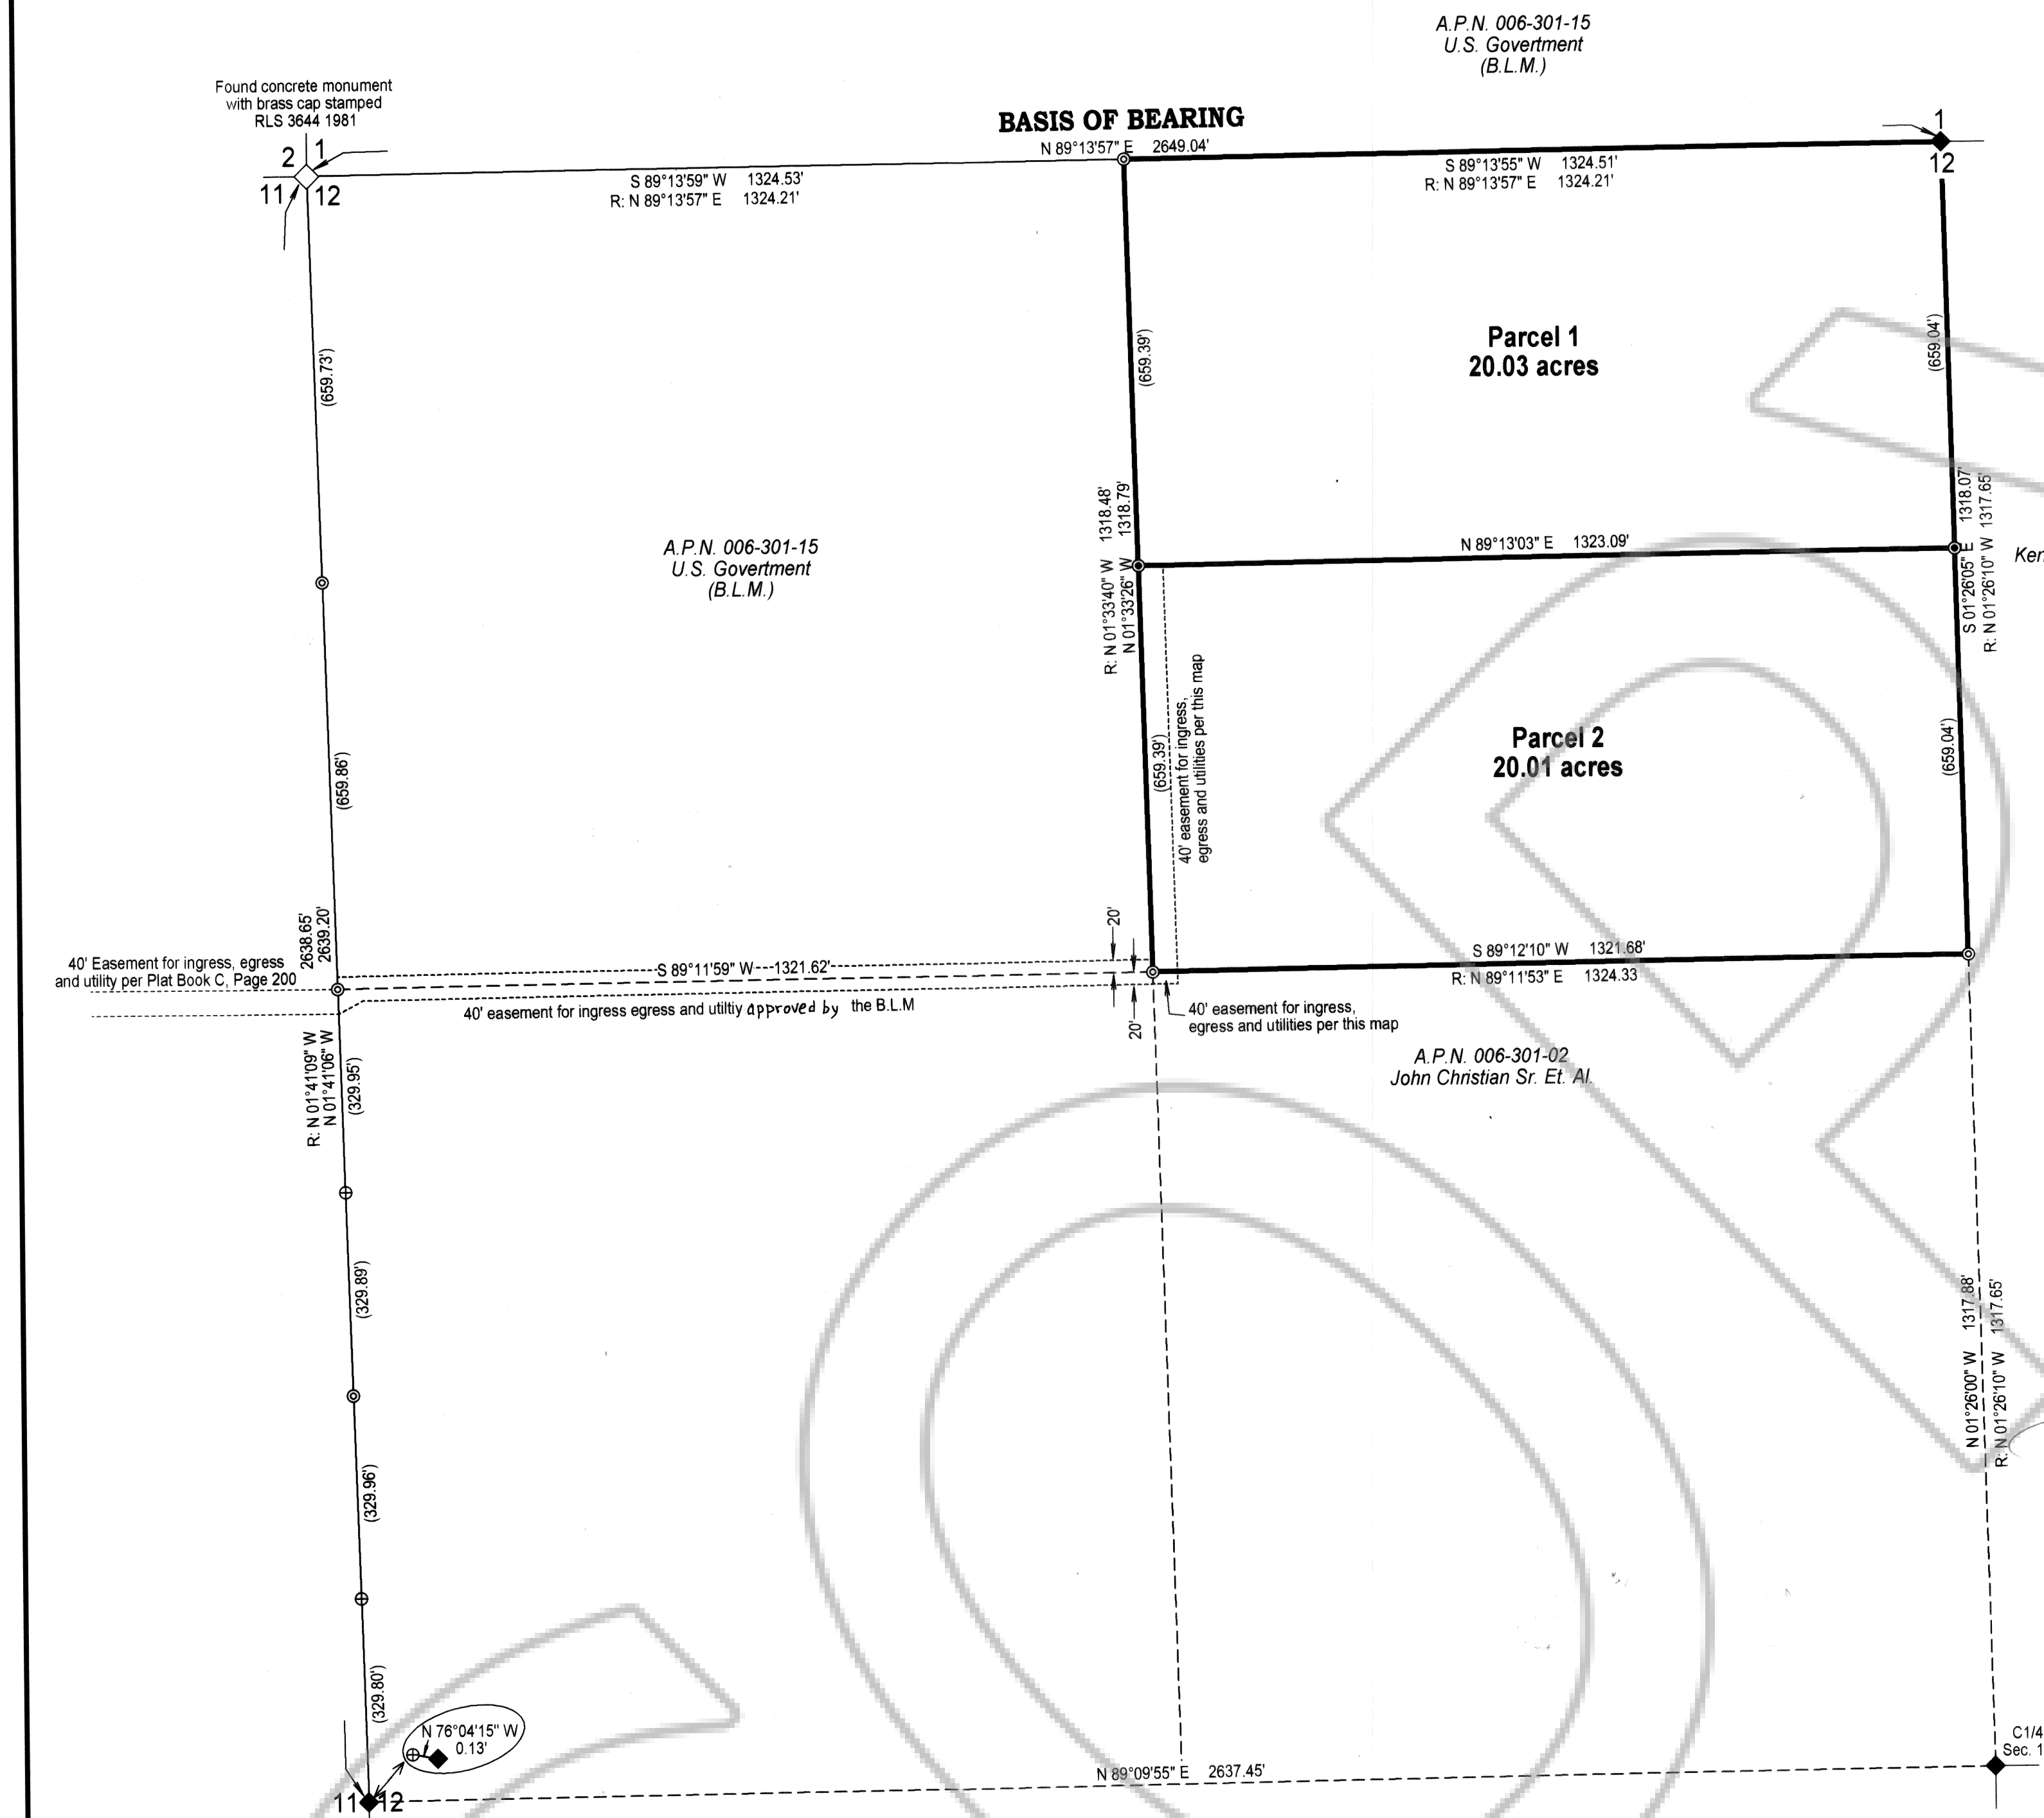 A.P.N. 006-301-15
U.S. Govertment
(B.L.M.)
Found concrete monument
with brass cap stamped
RLS 3644 1981
BASIS OF BEARING
N 89°13'57" E 2649.04'
2 1
11 12
1
12
S 89°13'59" W 1324.53'
R: N 89°13'57" E 1324.21'
S 89°13'55" W 1324.51'
R: N 89°13'57" E 1324.21'
(659.73')
(659.39')
Parcel 1
20.03 acres
(659.04')
A.P.N. 006-301-15
U.S. Govertment
(B.L.M.)
R: N 01°33'40" W 1318.48'
N 01°33'26" W 1318.79'
N 89°13'03" E 1323.09'
S 01°26'05" E 1318.07'
R: N 01°26'10" W 1317.65'
Ken
(659.86')
(659.39')
40' easement for ingress,
egress and utilities per this map
Parcel 2
20.01 acres
(659.04')
2638.65'
2639.20'
40' Easement for ingress, egress
and utility per Plat Book C, Page 200
S 89°11'59" W 1321.62'
20'
20'
S 89°12'10" W 1321.68'
R: N 89°11'53" E 1324.33
40' easement for ingress egress and utiltiy approved by the B.L.M
40' easement for ingress,
egress and utilities per this map
R: N 01°41'09" W
N 01°41'06" W
(329.95')
A.P.N. 006-301-02
John Christian Sr. Et. Al.
(329.89')
N 01°26'00" W 1317.88'
R: N 01°26'10" W 1317.65'
(329.96')
(329.80')
N 76°04'15" W
0.13'
11 12
N 89°09'55" E 2637.45'
C1/4
Sec. 1
COP